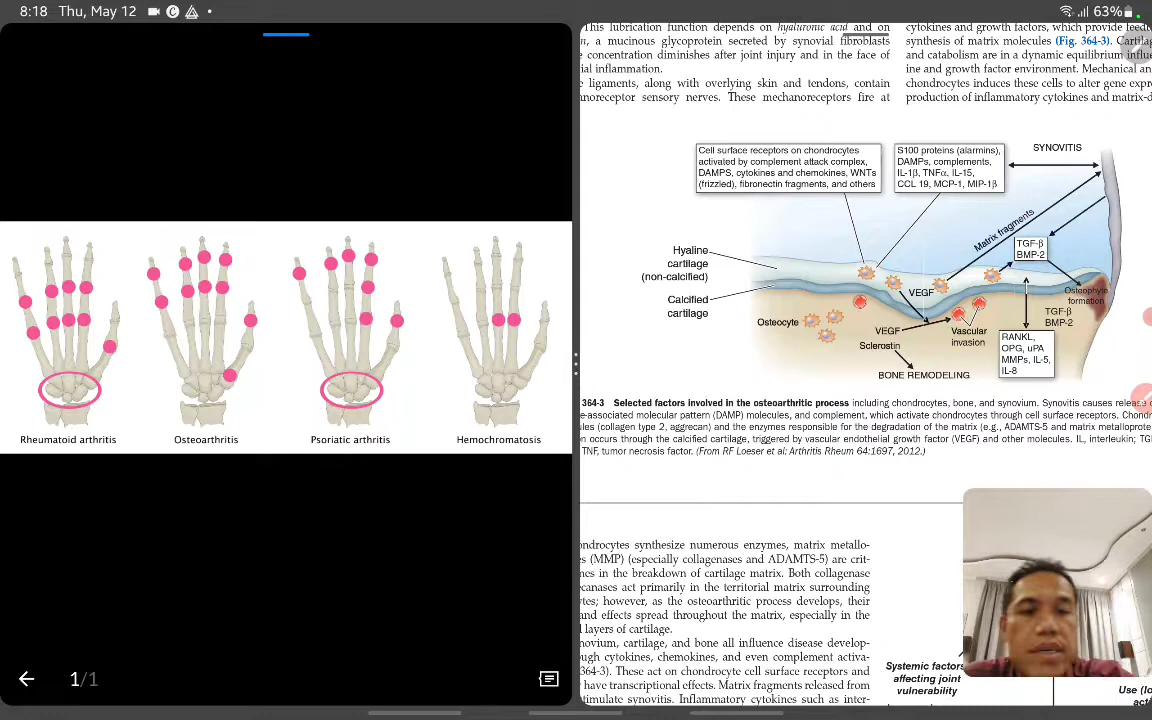 8:18 Thu, May 12
63%
Rheumatoid arthritis
Osteoarthritis
Psoriatic arthritis
Hemochromatosis
1/1
This lubrication function depends on hyaluronic acid and on
n, a mucinous glycoprotein secreted by synovial fibroblasts
concentration diminishes after joint injury and in the face of
ial inflammation.
ligaments, along with overlying skin and tendons, contain
anoreceptor sensory nerves. These mechanoreceptors fire at
cytokines and growth factors, which provide
synthesis of matrix molecules (Fig. 364-3).
and catabolism are in a dynamic equilibrium
ine and growth factor environment. Mechanical
chondrocytes induces these cells to alter gene
production of inflammatory cytokines and
Cell surface receptors on chondrocytes
activated by complement attack complex,
DAMPS, cytokines and chemokines, WNTs
(frizzled), fibronectin fragments, and others
S100 proteins (alarmins),
DAMPs, complements,
IL-1β, TNFα, IL-15,
CCL 19, MCP-1, MIP-1β
SYNOVITIS
Matrix fragments
TGF-β
BMP-2
Hyaline
cartilage
(non-calcified)
Calcified
cartilage
VEGF
Osteophyte
formation
Osteocyte
VEGF
Sclerostin
Vascular
invasion
TGF-β
BMP-2
RANKL,
OPG, uPA
MMPs, IL-5,
IL-8
BONE REMODELING
364-3 Selected factors involved in the osteoarthritic process including chondrocytes, bone, and synovium. Synovitis causes release
e-associated molecular pattern (DAMP) molecules, and complement, which activate chondrocytes through cell surface receptors.
ules (collagen type 2, aggrecan) and the enzymes responsible for the degradation of the matrix (e.g., ADAMTS-5 and matrix
n occurs through the calcified cartilage, triggered by vascular endothelial growth factor (VEGF) and other molecules. IL, interleukin;
TNF, tumor necrosis factor. (From RF Loeser et al: Arthritis Rheum 64:1697, 2012.)
ondrocytes synthesize numerous enzymes, matrix metallo-
es (MMP) (especially collagenases and ADAMTS-5) are crit-
mes in the breakdown of cartilage matrix. Both collagenase
ecanases act primarily in the territorial matrix surrounding
ytes; however, as the osteoarthritic process develops, their
and effects spread throughout the matrix, especially in the
l layers of cartilage.
novium, cartilage, and bone all influence disease develop-
ough cytokines, chemokines, and even complement activa-
364-3). These act on chondrocyte cell surface receptors and
have transcriptional effects. Matrix fragments released from
timulate synovitis. Inflammatory cytokines such as inter-
Systemic factors
affecting joint
vulnerability
Use